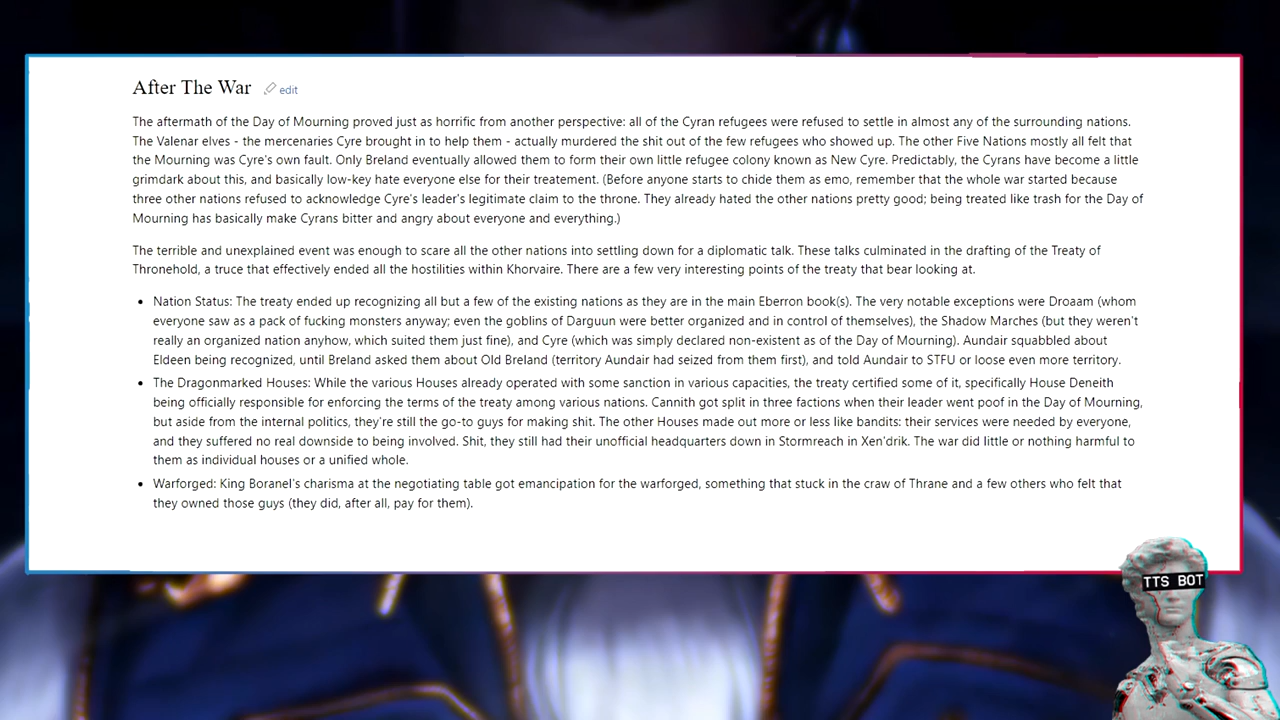 After The War edit
The aftermath of the Day of Mourning proved just as horrific from another perspective: all of the Cyran refugees were refused to settle in almost any of the surrounding nations.
The Valenar elves - the mercenaries Cyre brought in to help them - actually murdered the shit out of the few refugees who showed up. The other Five Nations mostly all felt that
the Mourning was Cyre's own fault. Only Breland eventually allowed them to form their own little refugee colony known as New Cyre. Predictably, the Cyrans have become a little
grimdark about this, and basically low-key hate everyone else for their treatement. (Before anyone starts to chide them as emo, remember that the whole war started because
three other nations refused to acknowledge Cyre's leader's legitimate claim to the throne. They already hated the other nations pretty good; being treated like trash for the Day of
Mourning has basically make Cyrans bitter and angry about everyone and everything.)
The terrible and unexplained event was enough to scare all the other nations into settling down for a diplomatic talk. These talks culminated in the drafting of the Treaty of
Thronehold, a truce that effectively ended all the hostilities within Khorvaire. There are a few very interesting points of the treaty that bear looking at.
• Nation Status: The treaty ended up recognizing all but a few of the existing nations as they are in the main Eberron book(s). The very notable exceptions were Droaam (whom
everyone saw as a pack of fucking monsters anyway; even the goblins of Darguun were better organized and in control of themselves), the Shadow Marches (but they weren't
really an organized nation anyhow, which suited them just fine), and Cyre (which was simply declared non-existent as of the Day of Mourning). Aundair squabbled about
Eldeen being recognized, until Breland asked them about Old Breland (territory Aundair had seized from them first), and told Aundair to STFU or loose even more territory.
• The Dragonmarked Houses: While the various Houses already operated with some sanction in various capacities, the treaty certified some of it, specifically House Deneith
being officially responsible for enforcing the terms of the treaty among various nations. Cannith got split in three factions when their leader went poof in the Day of Mourning,
but aside from the internal politics, they're still the go-to guys for making shit. The other Houses made out more or less like bandits: their services were needed by everyone,
and they suffered no real downside to being involved. Shit, they still had their unofficial headquarters down in Stormreach in Xen'drik. The war did little or nothing harmful to
them as individual houses or a unified whole.
• Warforged: King Boranel's charisma at the negotiating table got emancipation for the warforged, something that stuck in the craw of Thrane and a few others who felt that
they owned those guys (they did, after all, pay for them).
TTS BOT